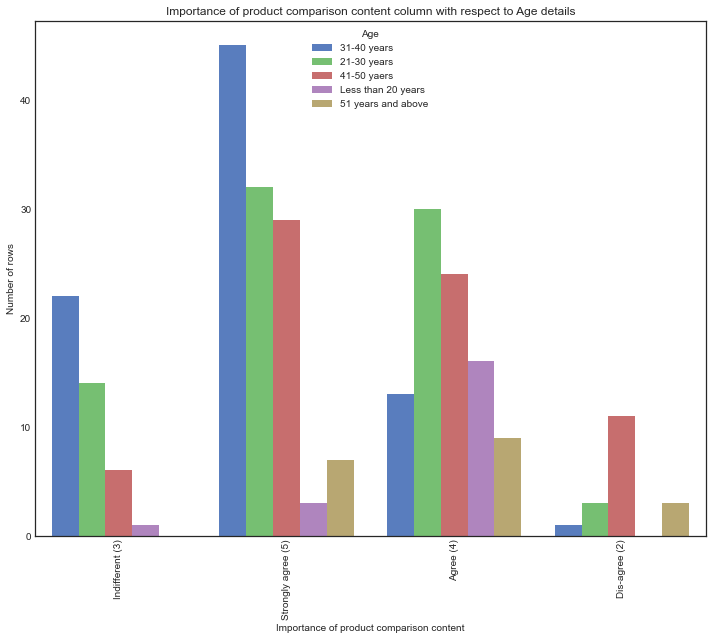 Importance of product comparison content column with respect to Age details
Age
31-40 years
21-30 years
41-50 yaers
Less than 20 years
51 years and above
Number of rows
40
30
20
10
0
Indifferent (3)
Strongly agree (5)
Agree (4)
Dis-agree (2)
Importance of product comparison content